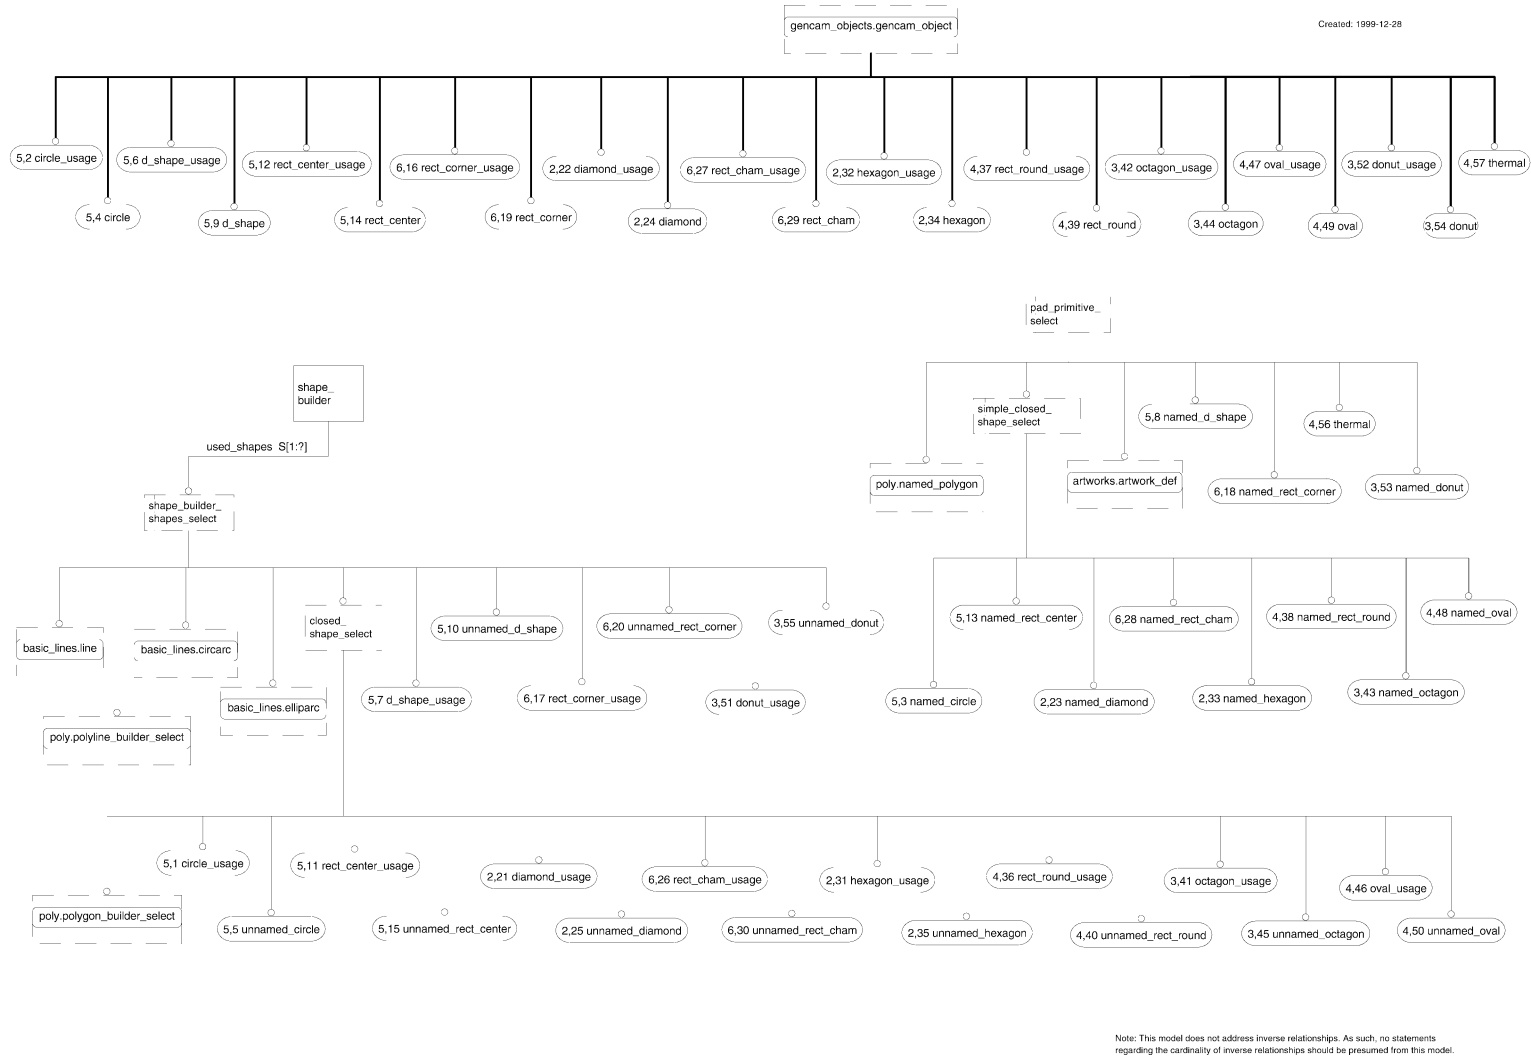 gencam_objects.gencam_object
Created: 1999-12-28
5,2 circle_usage
5,6 d_shape_usage
5,12 rect_center_usage
6,16 rect_corner_usage
2,22 diamond_usage
6,27 rect_cham_usage
2,32 hexagon_usage
4,37 rect_round_usage
3,42 octagon_usage
4,47 oval_usage
3,52 donut_usage
4,57 thermal
5,4 circle
5,9 d_shape
5,14 rect_center
6,19 rect_corner
2,24 diamond
6,29 rect_cham
2,34 hexagon
4,39 rect_round
3,44 octagon
4,49 oval
3,54 donut
pad_primitive_
select
shape_
builder
used_shapes S[1:?]
shape_builder_
shapes_select
simple_closed_
shape_select
5,8 named_d_shape
4,56 thermal
poly.named_polygon
artworks.artwork_def
6,18 named_rect_corner
3,53 named_donut
basic_lines.line
basic_lines.circarc
closed_
shape_select
5,10 unnamed_d_shape
6,20 unnamed_rect_corner
3,55 unnamed_donut
basic_lines.elliparc
5,7 d_shape_usage
6,17 rect_corner_usage
3,51 donut_usage
poly.polyline_builder_select
5,13 named_rect_center
6,28 named_rect_cham
4,38 named_rect_round
4,48 named_oval
5,3 named_circle
2,23 named_diamond
2,33 named_hexagon
3,43 named_octagon
5,1 circle_usage
5,11 rect_center_usage
2,21 diamond_usage
6,26 rect_cham_usage
2,31 hexagon_usage
4,36 rect_round_usage
3,41 octagon_usage
4,46 oval_usage
poly.polygon_builder_select
5,5 unnamed_circle
5,15 unnamed_rect_center
2,25 unnamed_diamond
6,30 unnamed_rect_cham
2,35 unnamed_hexagon
4,40 unnamed_rect_round
3,45 unnamed_octagon
4,50 unnamed_oval
Note: This model does not address inverse relationships. As such, no statements
regarding the cardinality of inverse relationships should be presumed from this model.